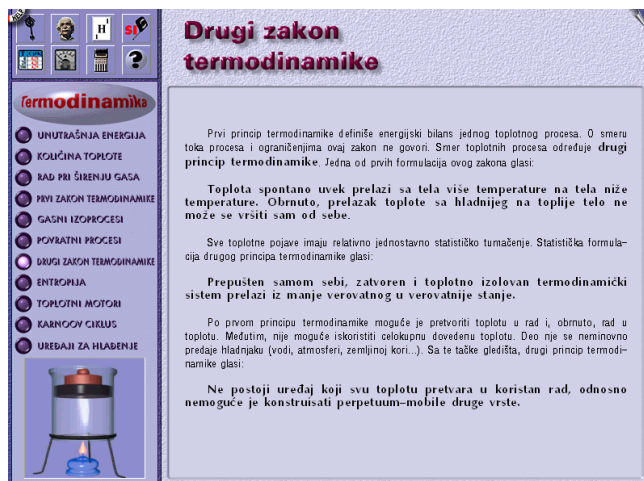 HELP
H
SI
?
Drugi zakon
termodinamike
Termodinamika
UNUTRAŠNJA ENERGIJA
KOLIČINA TOPLOTE
RAD PRI ŠIRENJU GASA
PRVI ZAKON TERMODINAMIKE
GASNI IZOPROCESI
POVRATNI PROCESI
DRUGI ZAKON TERMODINAMIKE
ENTROPIJA
TOPLOTNI MOTORI
KARNOOV CIKLUS
UREĐAJI ZA HLAĐENJE
Prvi princip termodinamike definiše energijski bilans jednog toplotnog procesa. O smeru
toka procesa i ograničenjima ovaj zakon ne govori. Smer toplotnih procesa određuje drugi
princip termodinamike. Jedna od prvih formulacija ovog zakona glasi:
Toplota spontano uvek prelazi sa tela više temperature na tela niže
temperature. Obrnuto, prelazak toplote sa hladnijeg na toplije telo ne
može se vršiti sam od sebe.
Sve toplotne pojave imaju relativno jednostavno statističko tumačenje. Statistička formula–
cija drugog principa termodinamike glasi:
Prepušten samom sebi, zatvoren i toplotno izolovan termodinamički
sistem prelazi iz manje verovatnog u verovatnije stanje.
Po prvom principu termodinamike moguće je pretvoriti toplotu u rad i, obrnuto, rad u
toplotu. Međutim, nije moguće iskoristiti celokupnu dovedenu toplotu. Deo nje se neminovno
predaje hladnjaku (vodi, atmosferi, zemljinoj kori...). Sa te tačke gledišta, drugi princip termodi–
namike glasi:
Ne postoji uređaj koji svu toplotu pretvara u koristan rad, odnosno
nemoguće je konstruisati perpetuum–mobile druge vrste.